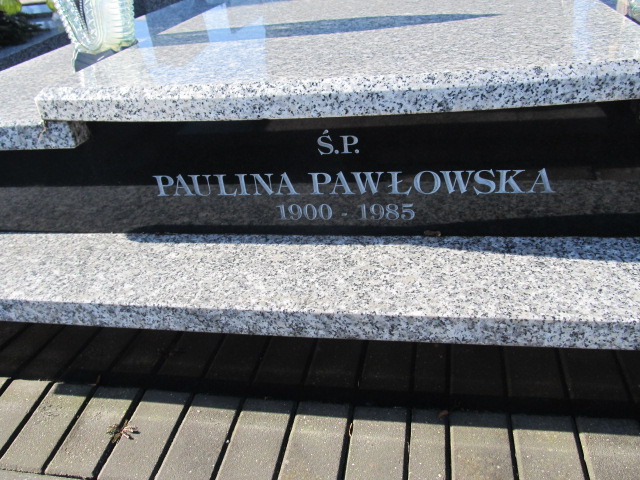 Ś.P.
PAULINA PAWŁOWSKA
1900 - 1985